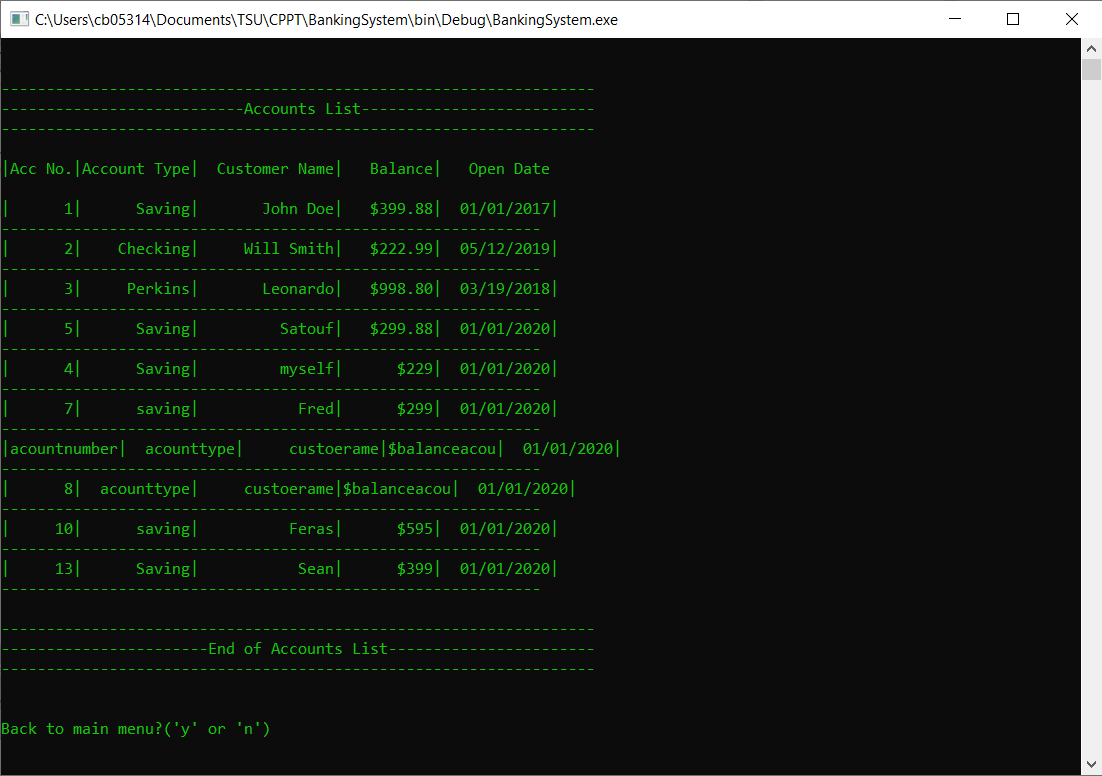 C:\Users\cb05314\Documents\TSU\CPPT\BankingSystem\bin\Debug\BankingSystem.exe
------------------------------------------------------------------
---------------------------Accounts List--------------------------
------------------------------------------------------------------
|Acc No.|Account Type|  Customer Name|   Balance|   Open Date
|      1|      Saving|       John Doe|   $399.88|  01/01/2017|
------------------------------------------------------------
|      2|    Checking|     Will Smith|   $222.99|  05/12/2019|
------------------------------------------------------------
|      3|     Perkins|       Leonardo|   $998.80|  03/19/2018|
------------------------------------------------------------
|      5|      Saving|         Satouf|   $299.88|  01/01/2020|
------------------------------------------------------------
|      4|      Saving|         myself|      $229|  01/01/2020|
------------------------------------------------------------
|      7|      saving|           Fred|      $299|  01/01/2020|
------------------------------------------------------------
|acountnumber|  acounttype|     custoerame|$balanceacou|  01/01/2020|
------------------------------------------------------------
|      8|  acounttype|     custoerame|$balanceacou|  01/01/2020|
------------------------------------------------------------
|     10|      saving|          Feras|      $595|  01/01/2020|
------------------------------------------------------------
|     13|      Saving|           Sean|      $399|  01/01/2020|
------------------------------------------------------------
------------------------------------------------------------------
-----------------------End of Accounts List-----------------------
------------------------------------------------------------------
Back to main menu?('y' or 'n')